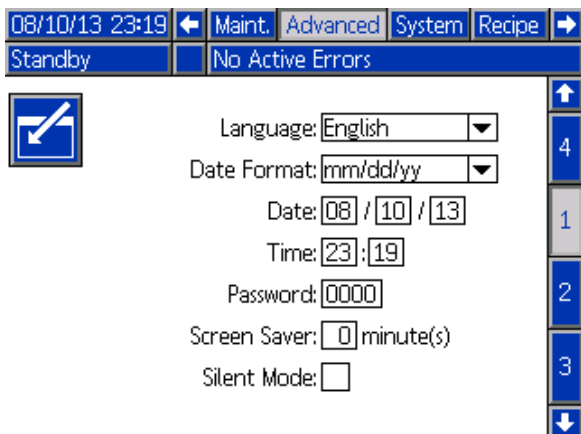 08/10/13 23:19 Maint. Advanced System Recipe
Standby No Active Errors
Language: English
4
Date Format: mm/dd/yy
Date: 08 / 10 / 13
1
Time: 23:19
Password: 0000
2
Screen Saver: 0 minute(s)
Silent Mode:
3